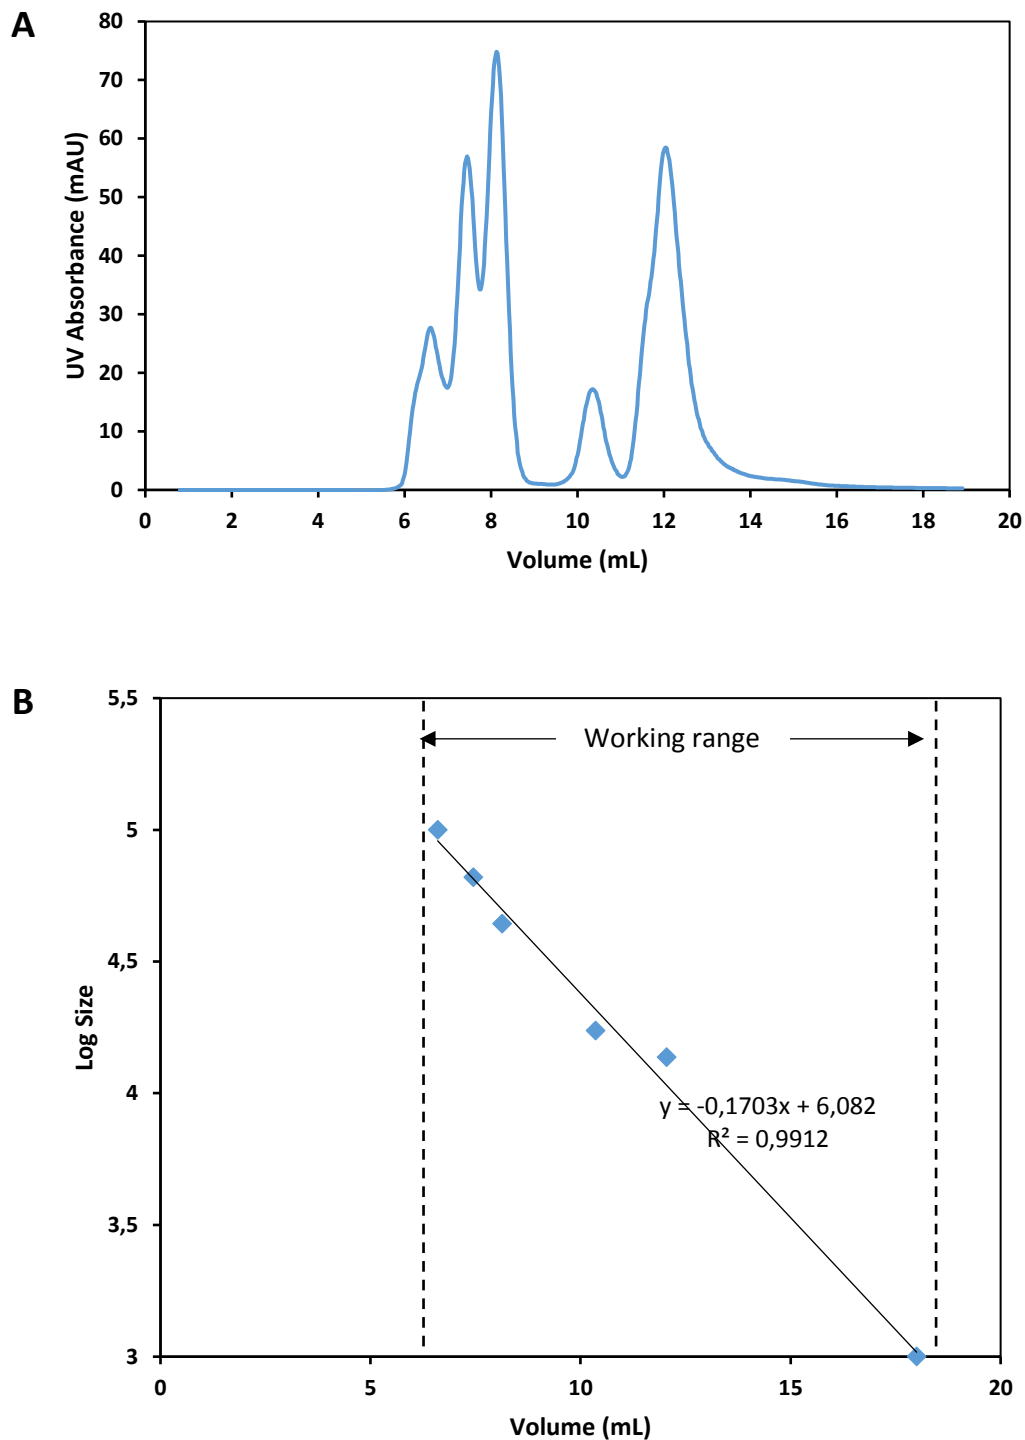 A
80
70
60
50
40
30
20
10
0
UV Absorbance (mAU)
0 2 4 6 8 10 12 14 16 18 20
Volume (mL)
B
5,5
5
4,5
4
3,5
3
Log Size
Working range
y = -0,1703x + 6,082
R² = 0,9912
0 5 10 15 20
Volume (mL)